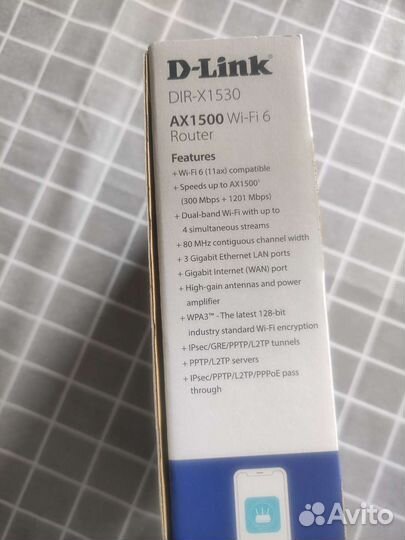 D-Link
DIR-X1530
AX1500 Wi-Fi 6
Router
Features
+ Wi-Fi 6 (11ax) compatible
+ Speeds up to AX1500¹
(300 Mbps + 1201 Mbps)
+ Dual-band Wi-Fi with up to
4 simultaneous streams
+ 80 MHz contiguous channel width
+ 3 Gigabit Ethernet LAN ports
+ Gigabit Internet (WAN) port
+ High-gain antennas and power
amplifier
+ WPA3™ - The latest 128-bit
industry standard Wi-Fi encryption
+ IPsec/GRE/PPTP/L2TP tunnels
+ PPTP/L2TP servers
+ IPsec/PPTP/L2TP/PPPoE pass
through
Avito